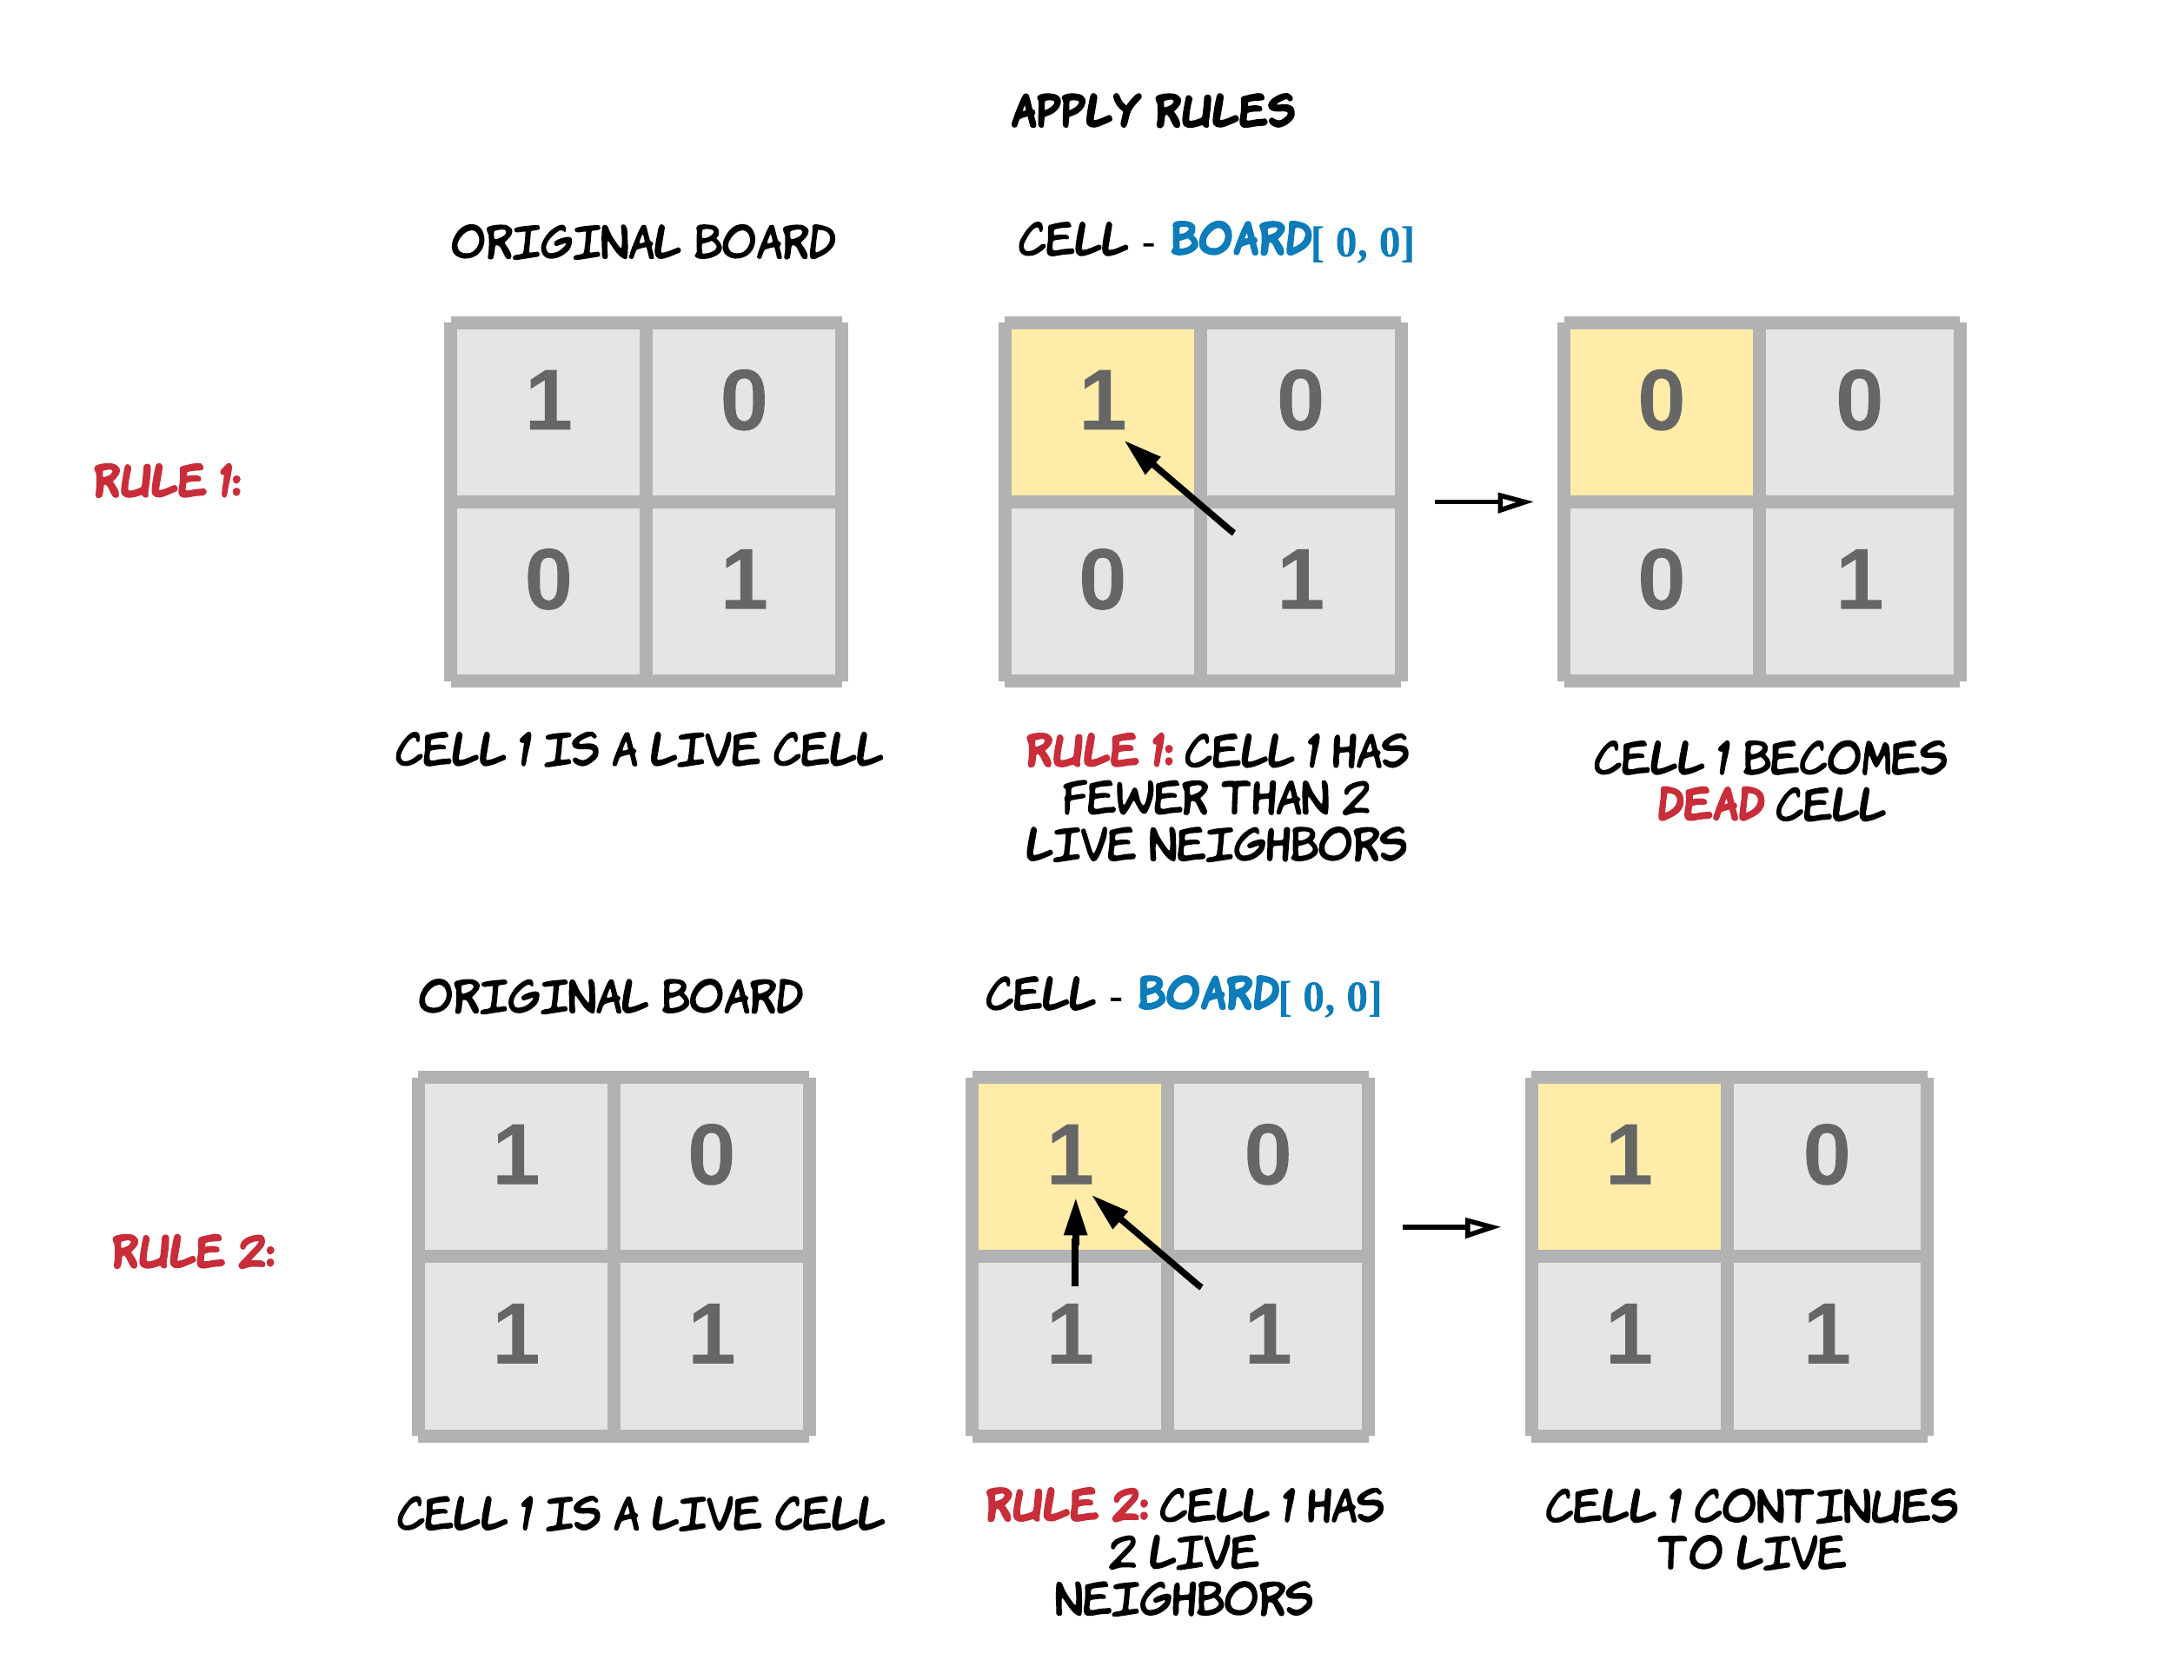 APPLY RULES
ORIGINAL BOARD
CELL - BOARD[ 0, 0]
RULE 1:
1 0
0 1
1 0
0 1
0 0
0 1
CELL 1 IS A LIVE CELL
RULE 1: CELL 1 HAS
FEWER THAN 2
LIVE NEIGHBORS
CELL 1 BECOMES
DEAD CELL
ORIGINAL BOARD
CELL - BOARD[ 0, 0]
RULE 2:
1 0
1 1
1 0
1 1
1 0
1 1
CELL 1 IS A LIVE CELL
RULE 2: CELL 1 HAS
2 LIVE
NEIGHBORS
CELL 1 CONTINUES
TO LIVE